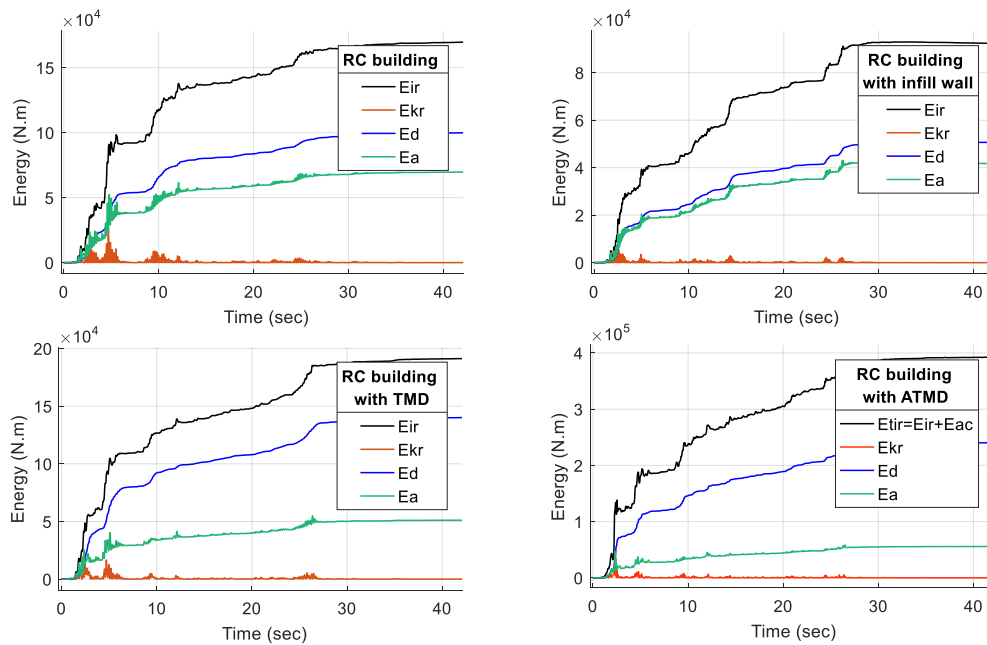 ×10⁴
15
10
5
0
Energy (N.m)
0 10 20 30 40
Time (sec)
RC building
Eir
Ekr
Ed
Ea
×10⁴
8
6
4
2
0
Energy (N.m)
0 10 20 30 40
Time (sec)
RC building
with infill wall
Eir
Ekr
Ed
Ea
×10⁴
20
15
10
5
0
Energy (N.m)
0 10 20 30 40
Time (sec)
RC building
with TMD
Eir
Ekr
Ed
Ea
×10⁵
4
3
2
1
0
Energy (N.m)
0 10 20 30 40
Time (sec)
RC building
with ATMD
Etir=Eir+Eac
Ekr
Ed
Ea